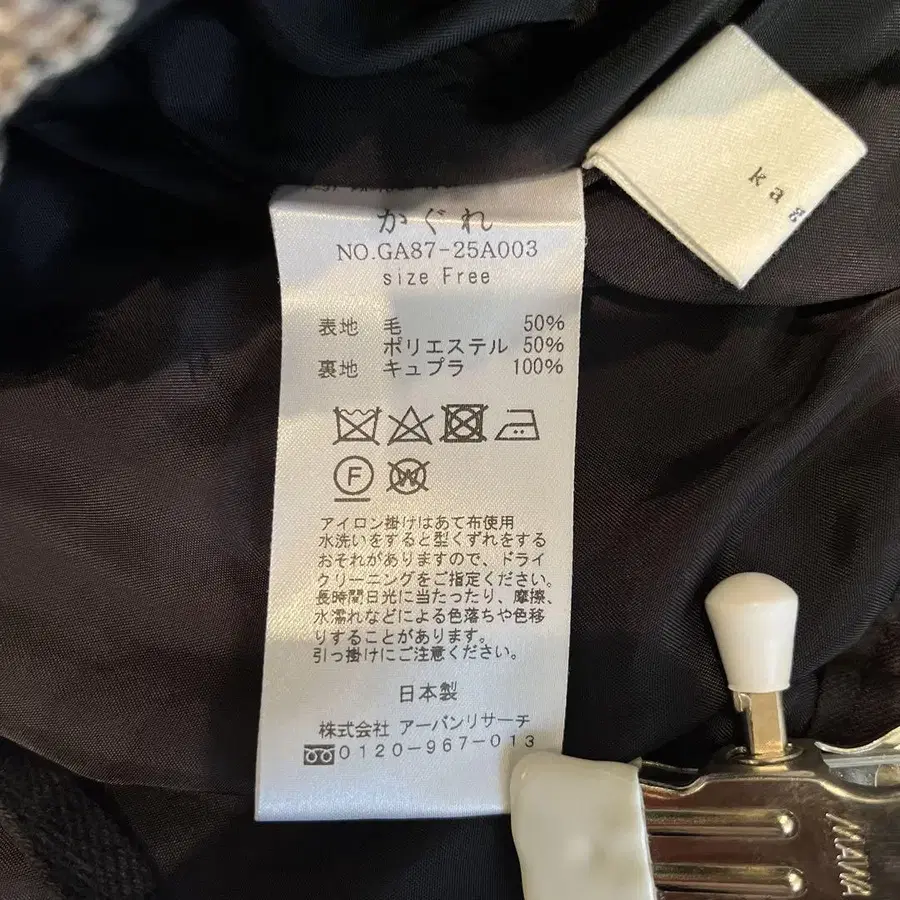 かぐれ
NO.GA87-25A003
size Free
表地 毛 50%
ポリエステル 50%
裏地 キュプラ 100%
F
W
アイロン掛けはあて布使用
水洗いをすると型くずれをする
おそれがありますので、ドライ
クリーニングをご指定ください。
長時間日光に当たったり、摩擦、
水濡れなどによる色落ちや色移
りすることがあります。
引っ掛けにご注意ください。
日本製
株式会社 アーバンリサーチ
0120-967-013
kag
MAWA